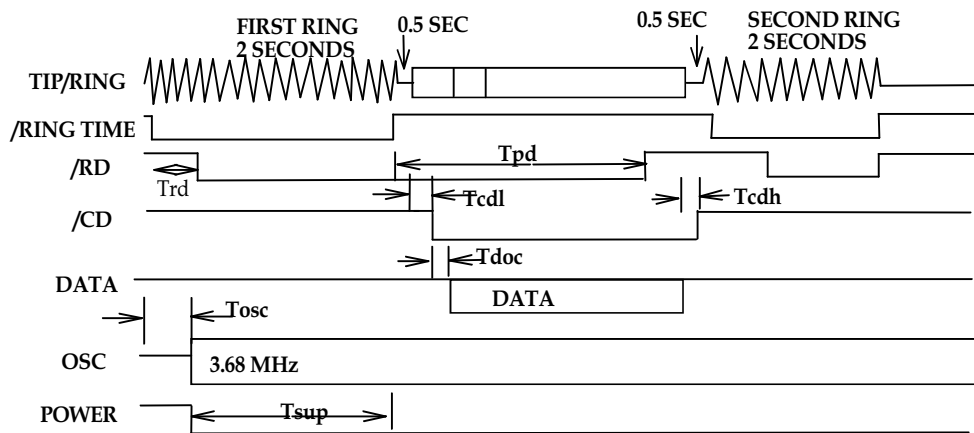 FIRST RING
2 SECONDS
0.5 SEC
0.5 SEC
SECOND RING
2 SECONDS
TIP/RING
/RING TIME
/RD
Trd
Tpd
Tcdl
Tcdh
/CD
Tdoc
DATA
DATA
Tosc
OSC
3.68 MHz
POWER
Tsup